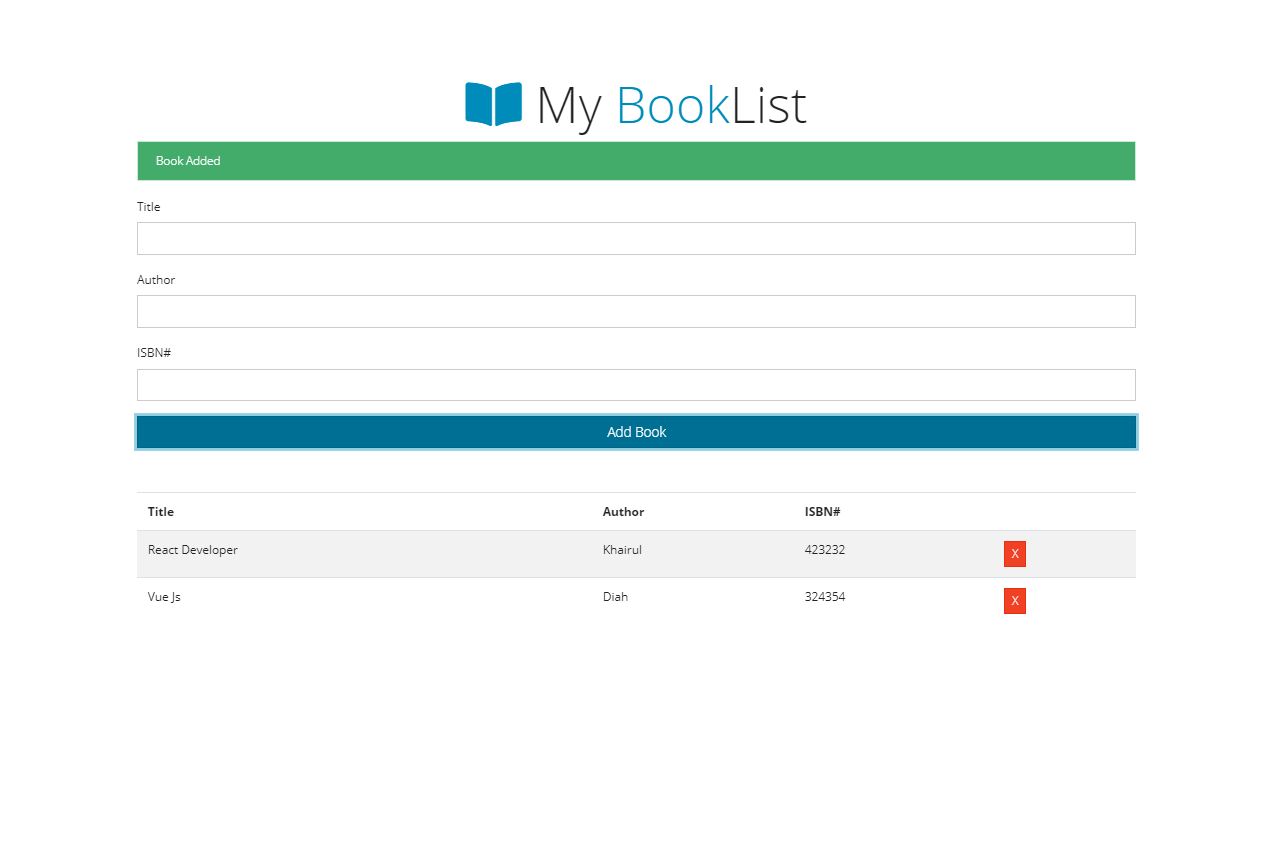 My BookList
Book Added
Title
Author
ISBN#
Add Book
Title Author ISBN#
React Developer Khairul 423232 X
Vue Js Diah 324354 X